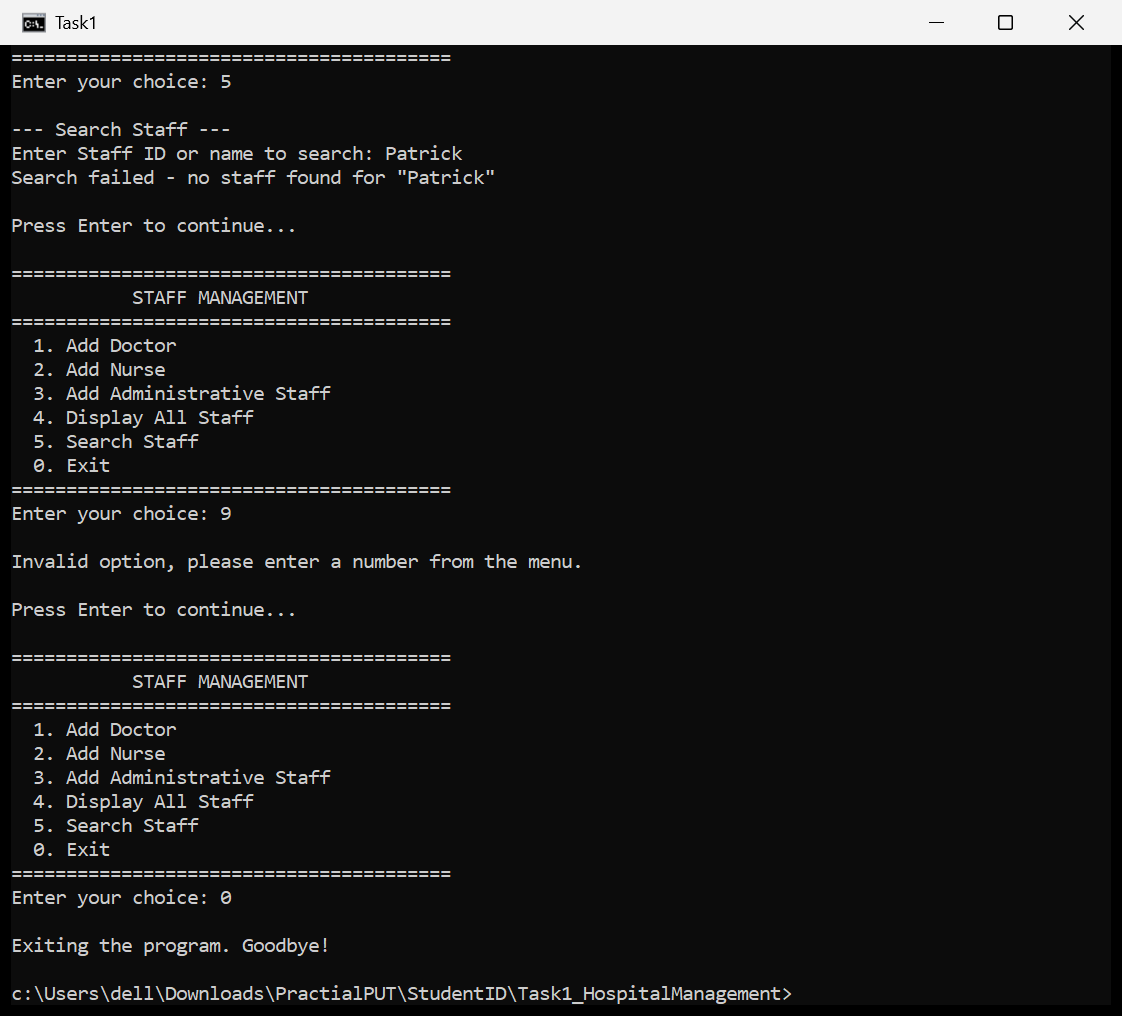 Task1
========================================
Enter your choice: 5
--- Search Staff ---
Enter Staff ID or name to search: Patrick
Search failed - no staff found for "Patrick"
Press Enter to continue...
========================================
STAFF MANAGEMENT
========================================
1. Add Doctor
2. Add Nurse
3. Add Administrative Staff
4. Display All Staff
5. Search Staff
0. Exit
========================================
Enter your choice: 9
Invalid option, please enter a number from the menu.
Press Enter to continue...
========================================
STAFF MANAGEMENT
========================================
1. Add Doctor
2. Add Nurse
3. Add Administrative Staff
4. Display All Staff
5. Search Staff
0. Exit
========================================
Enter your choice: 0
Exiting the program. Goodbye!
c:\Users\dell\Downloads\PractialPUT\StudentID\Task1_HospitalManagement>